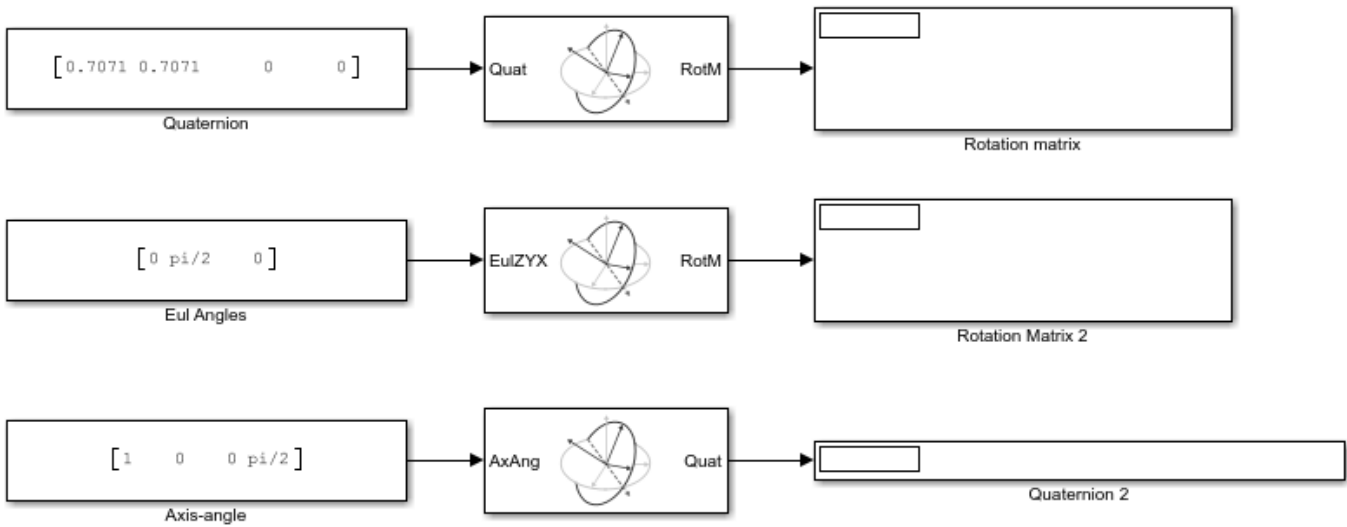 [0.7071 0.7071 0 0]
Quat RotM
Quaternion
Rotation matrix
[0 pi/2 0]
EulZYX RotM
Eul Angles
Rotation Matrix 2
[1 0 0 pi/2]
AxAng Quat
Axis-angle
Quaternion 2